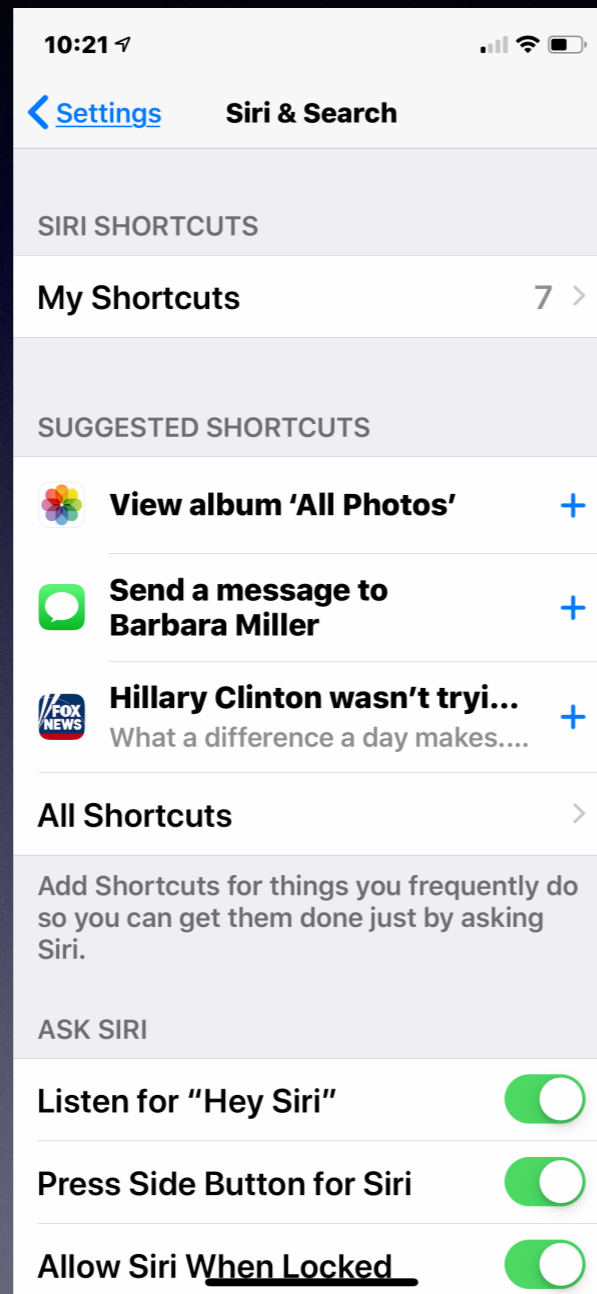 10:21
Settings
Siri & Search
SIRI SHORTCUTS
My Shortcuts 7
SUGGESTED SHORTCUTS
View album ‘All Photos’
Send a message to
Barbara Miller
FOX
NEWS
Hillary Clinton wasn’t tryi...
What a difference a day makes....
All Shortcuts
Add Shortcuts for things you frequently do
so you can get them done just by asking
Siri.
ASK SIRI
Listen for “Hey Siri”
Press Side Button for Siri
Allow Siri When Locked